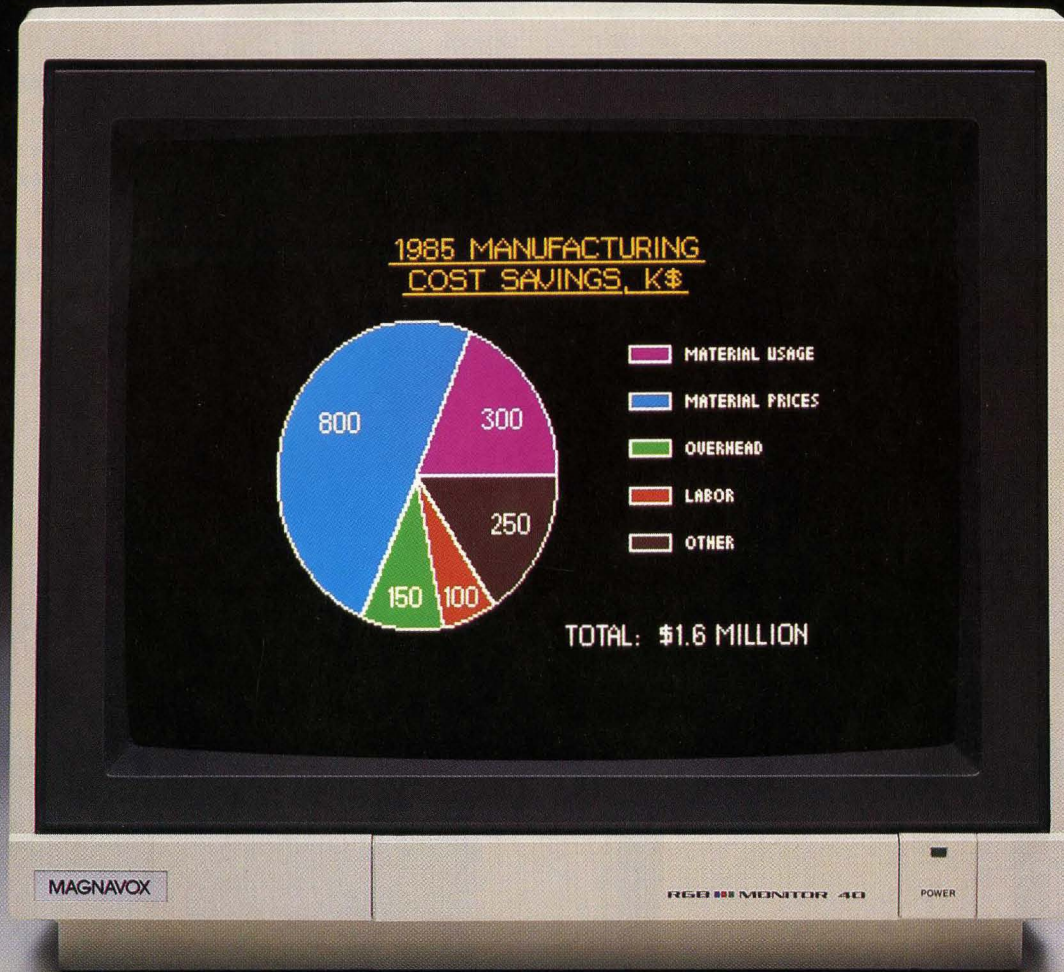 1985 MANUFACTURING
COST SAVINGS, K$
800
300
250
150
100
MATERIAL USAGE
MATERIAL PRICES
OVERHEAD
LABOR
OTHER
TOTAL: $1.6 MILLION
MAGNAVOX
RGB MONITOR 40
POWER